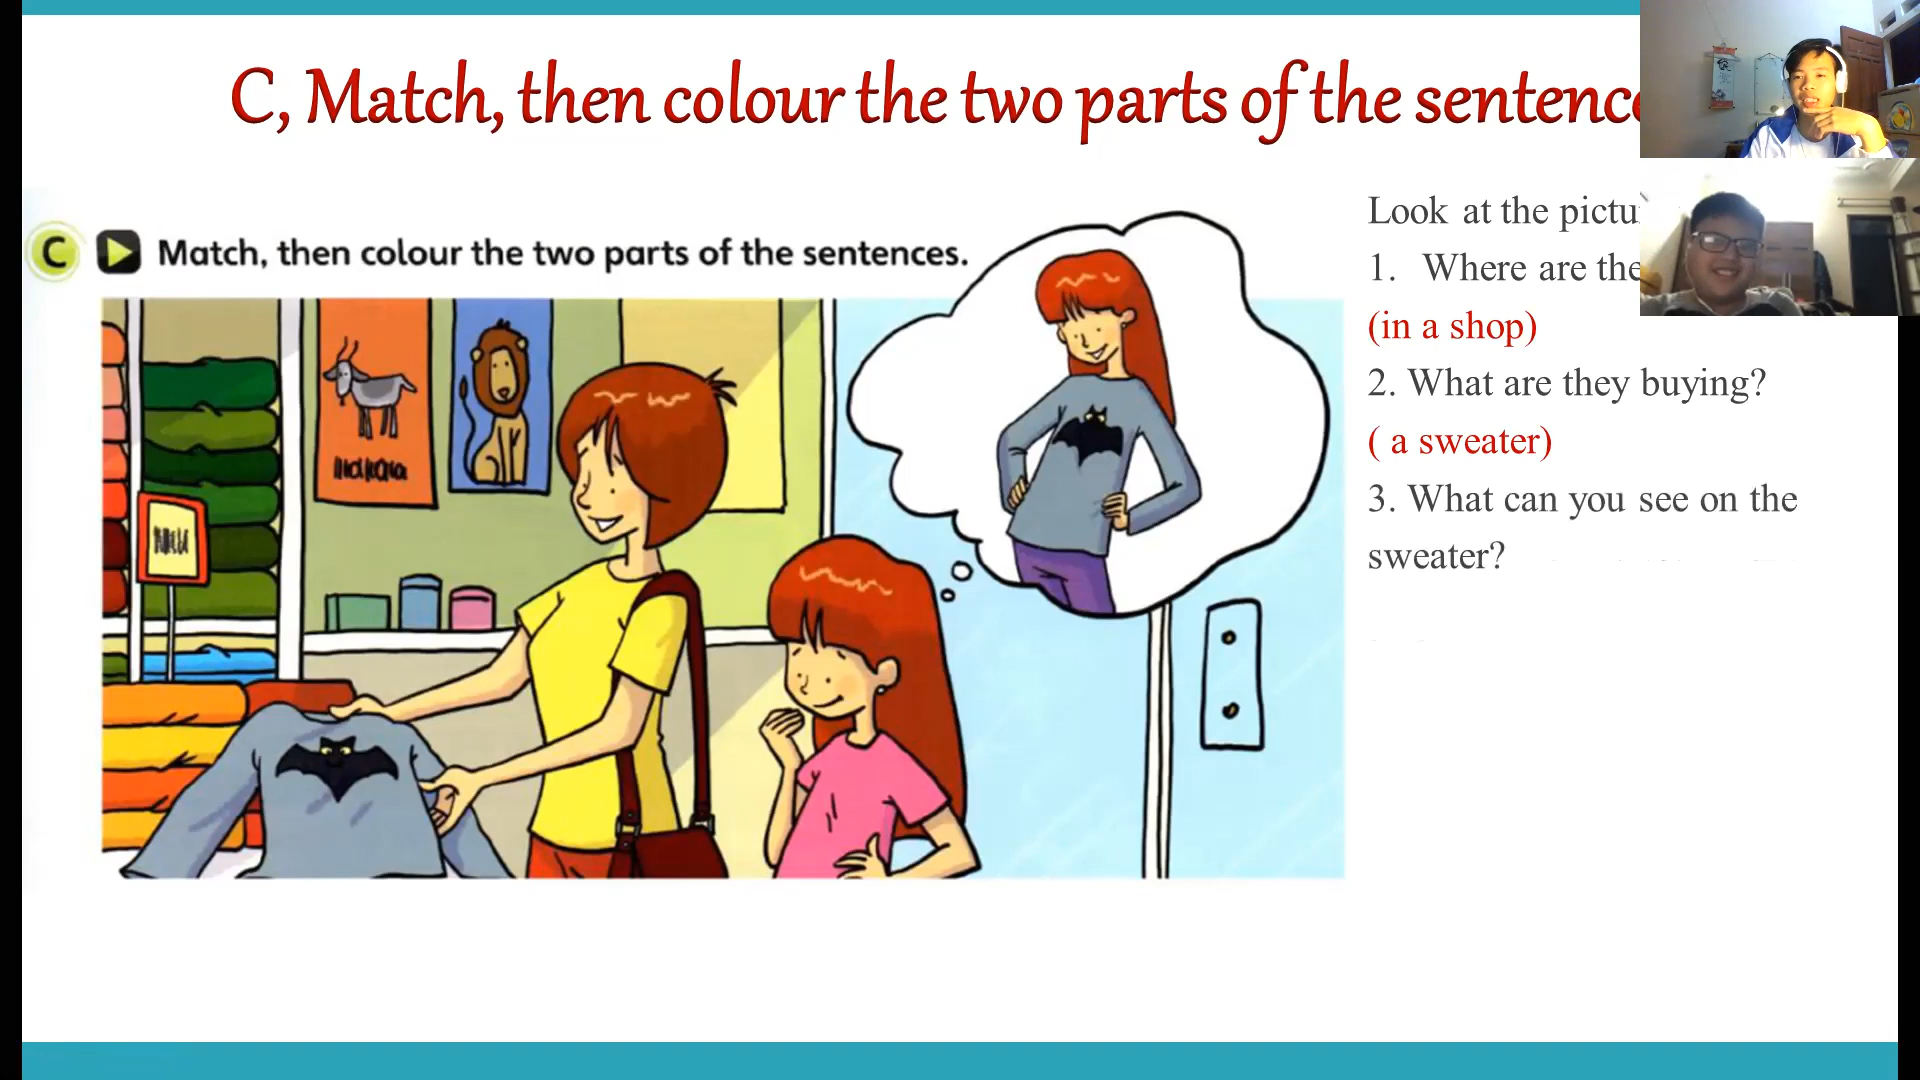 C, Match, then colour the two parts of the sentenc
C Match, then colour the two parts of the sentences.
Look at the pictu
1. Where are the
(in a shop)
2. What are they buying?
( a sweater)
3. What can you see on the
sweater?